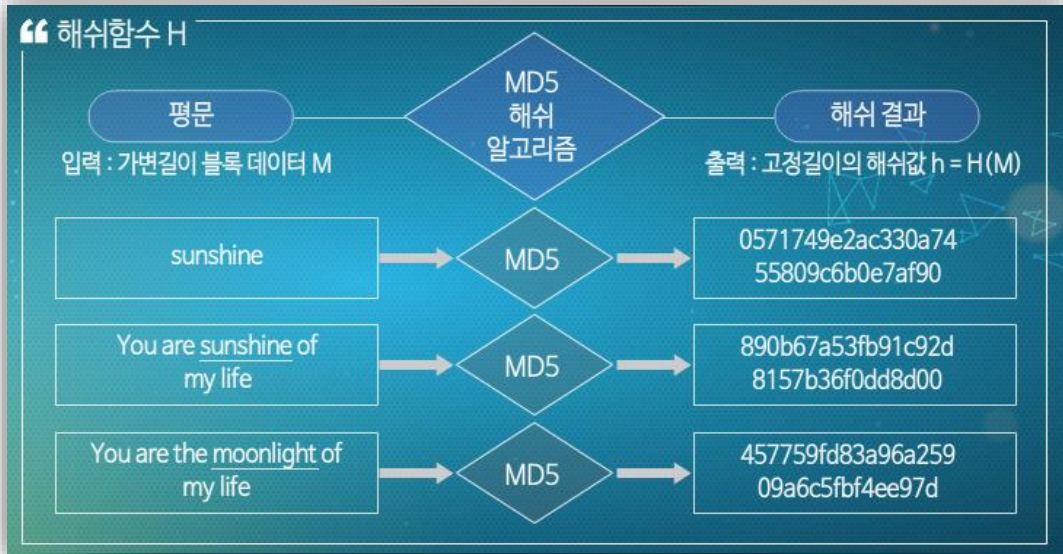 ❝ 해쉬함수 H
평문
MD5
해쉬
알고리즘
해쉬 결과
입력 : 가변길이 블록 데이터 M
출력 : 고정길이의 해쉬값 h = H(M)
sunshine
MD5
0571749e2ac330a74
55809c6b0e7af90
You are sunshine of
my life
MD5
890b67a53fb91c92d
8157b36f0dd8d00
You are the moonlight of
my life
MD5
457759fd83a96a259
09a6c5fbf4ee97d